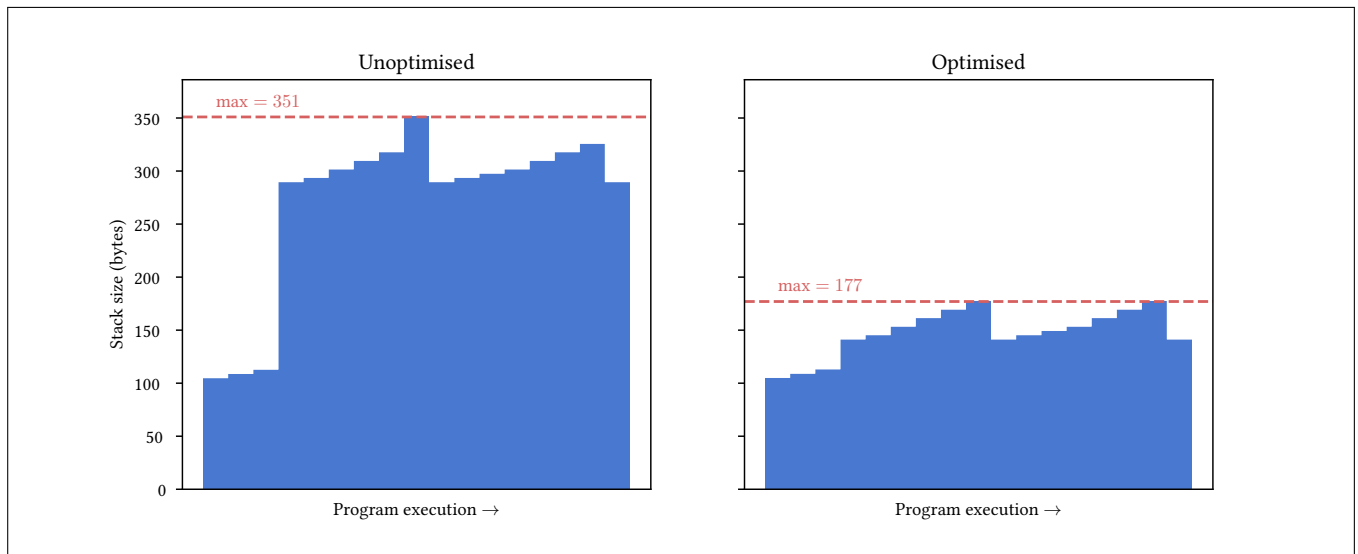 Unoptimised
max = 351
350
300
250
200
150
100
50
0
Stack size (bytes)
Program execution →
Optimised
max = 177
Program execution →